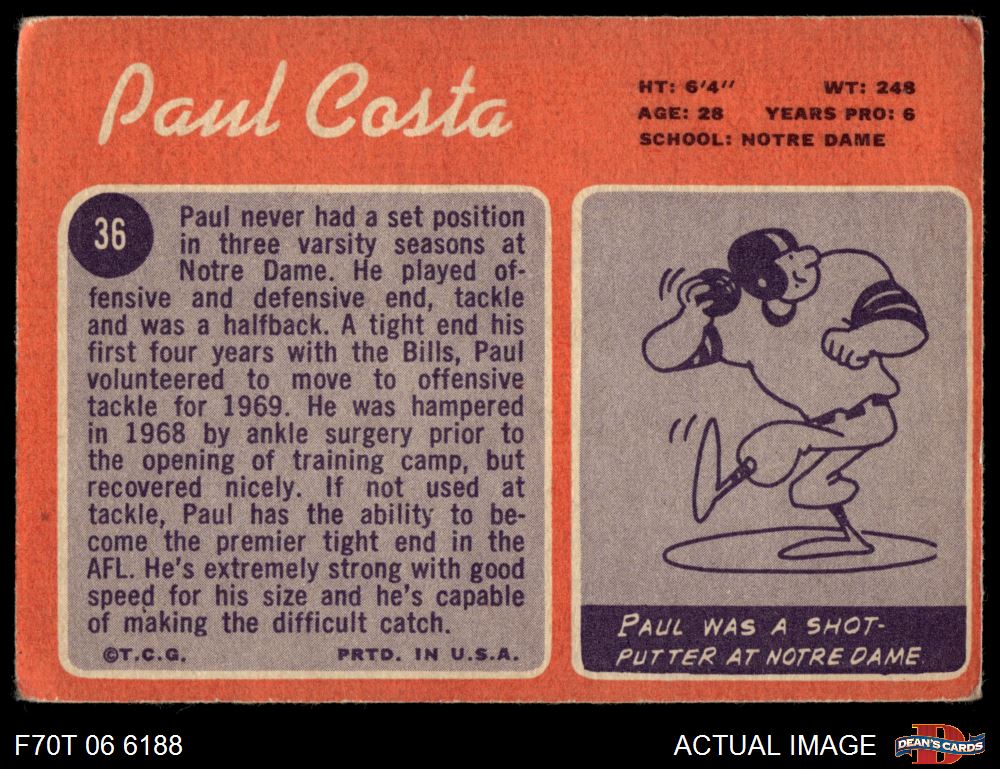 Paul Costa
HT: 6'4" WT: 248
AGE: 28 YEARS PRO: 6
SCHOOL: NOTRE DAME
36
Paul never had a set position
in three varsity seasons at
Notre Dame. He played of-
fensive and defensive end, tackle
and was a halfback. A tight end his
first four years with the Bills, Paul
volunteered to move to offensive
tackle for 1969. He was hampered
in 1968 by ankle surgery prior to
the opening of training camp, but
recovered nicely. If not used at
tackle, Paul has the ability to be-
come the premier tight end in the
AFL. He's extremely strong with good
speed for his size and he's capable
of making the difficult catch.
©T.C.G. PRTD. IN U.S.A.
PAUL WAS A SHOT-
PUTTER AT NOTRE DAME.
F70T 06 6188
ACTUAL IMAGE
D
DEAN'S CARDS